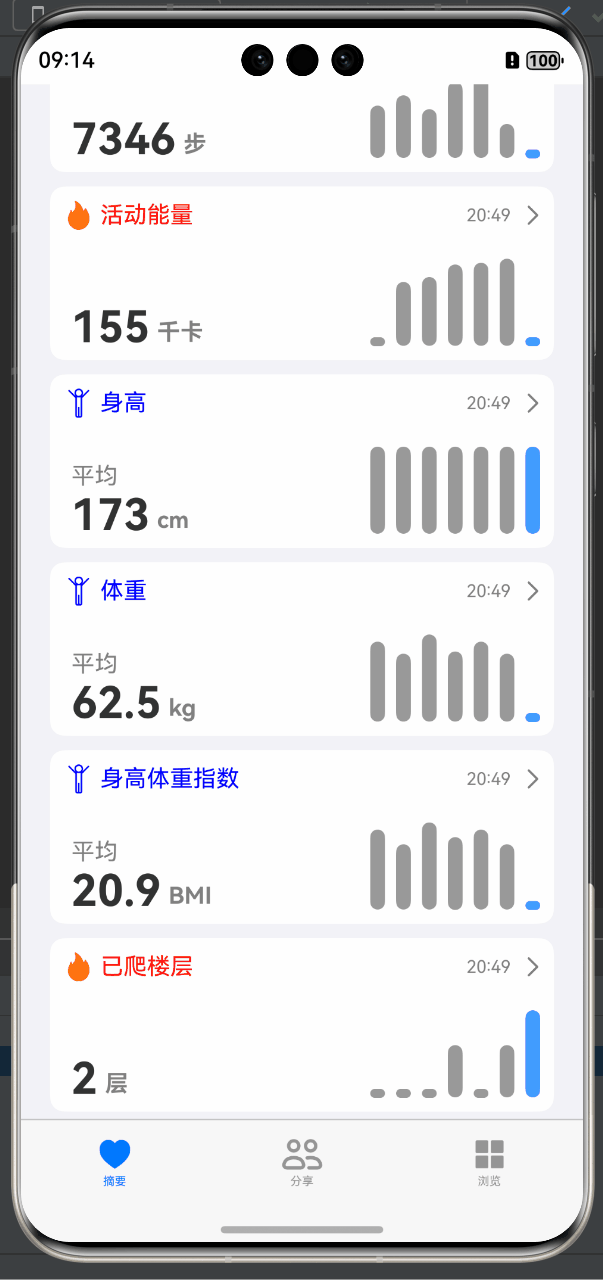 09:14
100
7346 步
活动能量 20:49
155 千卡
身高 20:49
平均
173 cm
体重 20:49
平均
62.5 kg
身高体重指数 20:49
平均
20.9 BMI
已爬楼层 20:49
2 层
摘要 分享 浏览